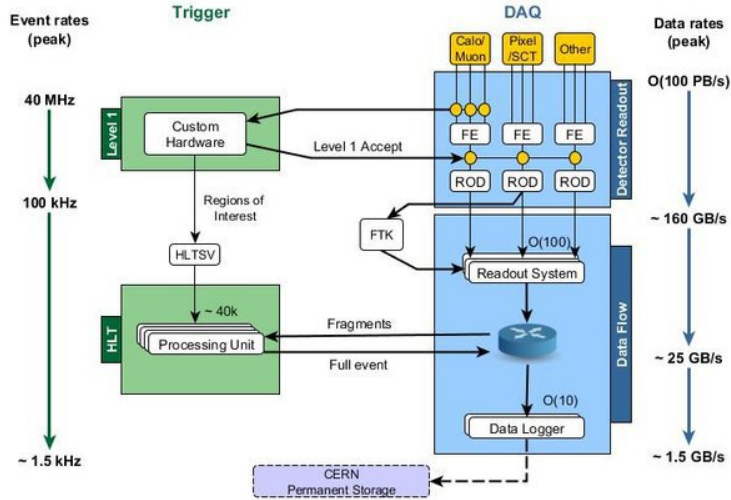 Event rates
(peak)
Trigger
DAQ
Data rates
(peak)
Calo/
Muon
Pixel
/SCT
Other
40 MHz
O(100 PB/s)
Level 1
Custom
Hardware
Level 1 Accept
FE
FE
FE
ROD
ROD
ROD
Detector Readout
100 kHz
Regions of
Interest
~ 160 GB/s
FTK
HLTSV
O(100)
Readout System
HLT
~ 40k
Processing Unit
Fragments
Full event
Data Flow
~ 25 GB/s
O(10)
Data Logger
~ 1.5 kHz
~ 1.5 GB/s
CERN
Permanent Storage